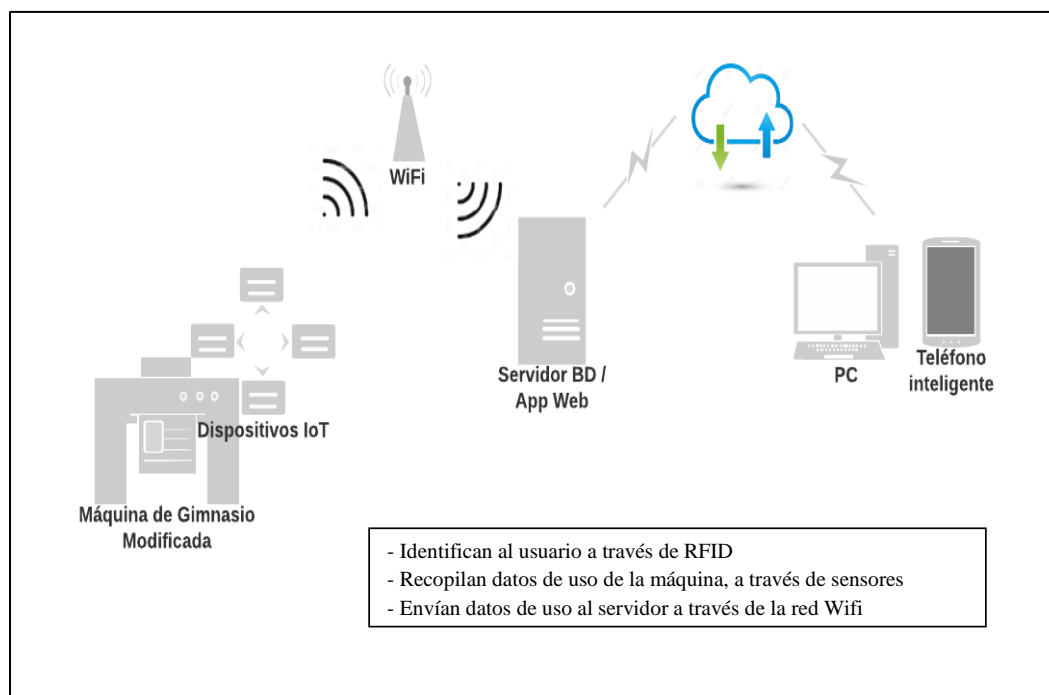 WiFi
Servidor BD /
App Web
PC
Teléfono
inteligente
Dispositivos IoT
Máquina de Gimnasio
Modificada
- Identifican al usuario a través de RFID
- Recopilan datos de uso de la máquina, a través de sensores
- Envían datos de uso al servidor a través de la red Wifi